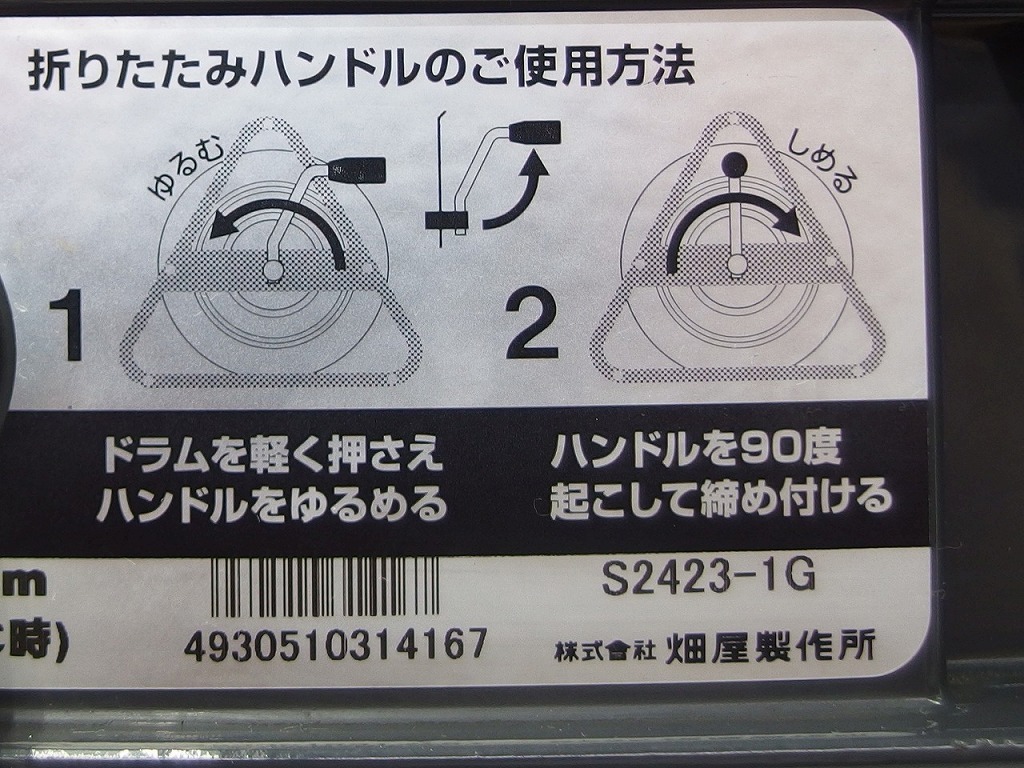 折りたたみハンドルのご使用方法
ゆるむ
しめる
1
2
ドラムを軽く押さえ
ハンドルをゆるめる
ハンドルを90度
起こして締め付ける
m
時)
4930510314167
S2423-1G
株式會社 畑屋製作所